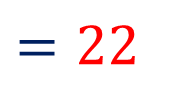 = 22